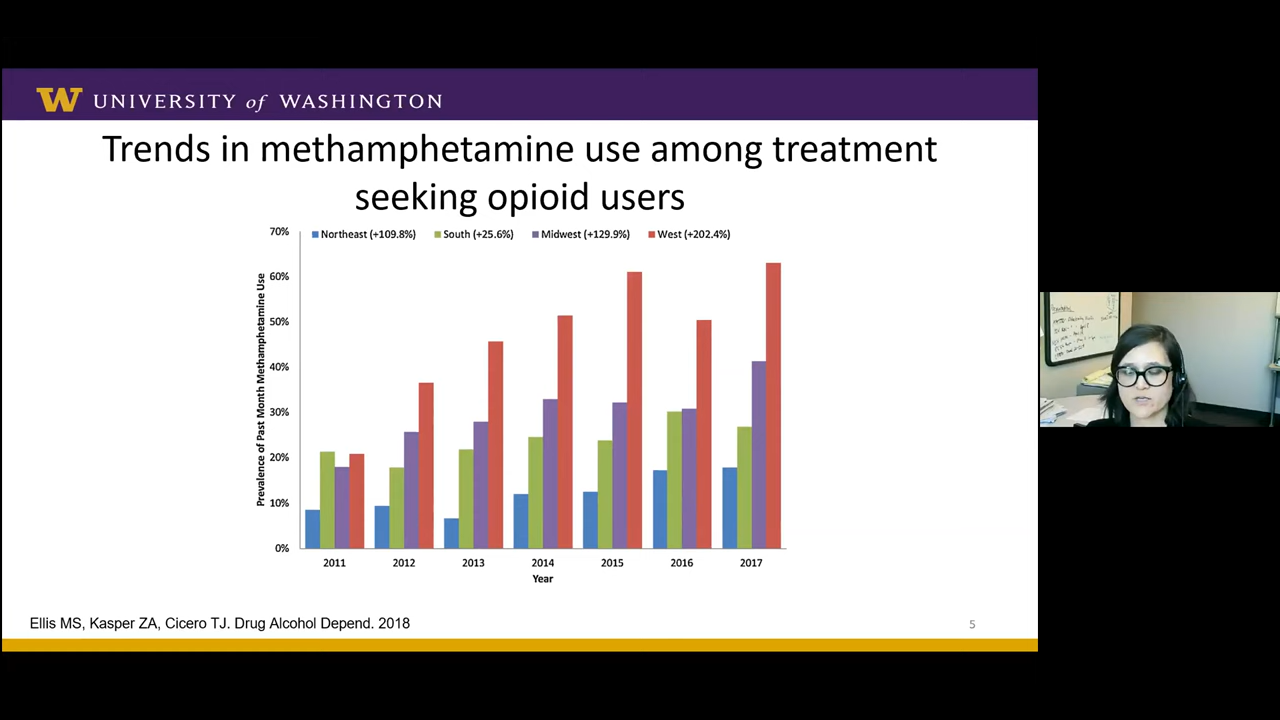 W UNIVERSITY of WASHINGTON
Trends in methamphetamine use among treatment
seeking opioid users
Northeast (+109.8%) South (+25.6%) Midwest (+129.9%) West (+202.4%)
Prevalence of Past Month Methamphetamine Use
70%
60%
50%
40%
30%
20%
10%
0%
2011 2012 2013 2014 2015 2016 2017
Year
Ellis MS, Kasper ZA, Cicero TJ. Drug Alcohol Depend. 2018
5